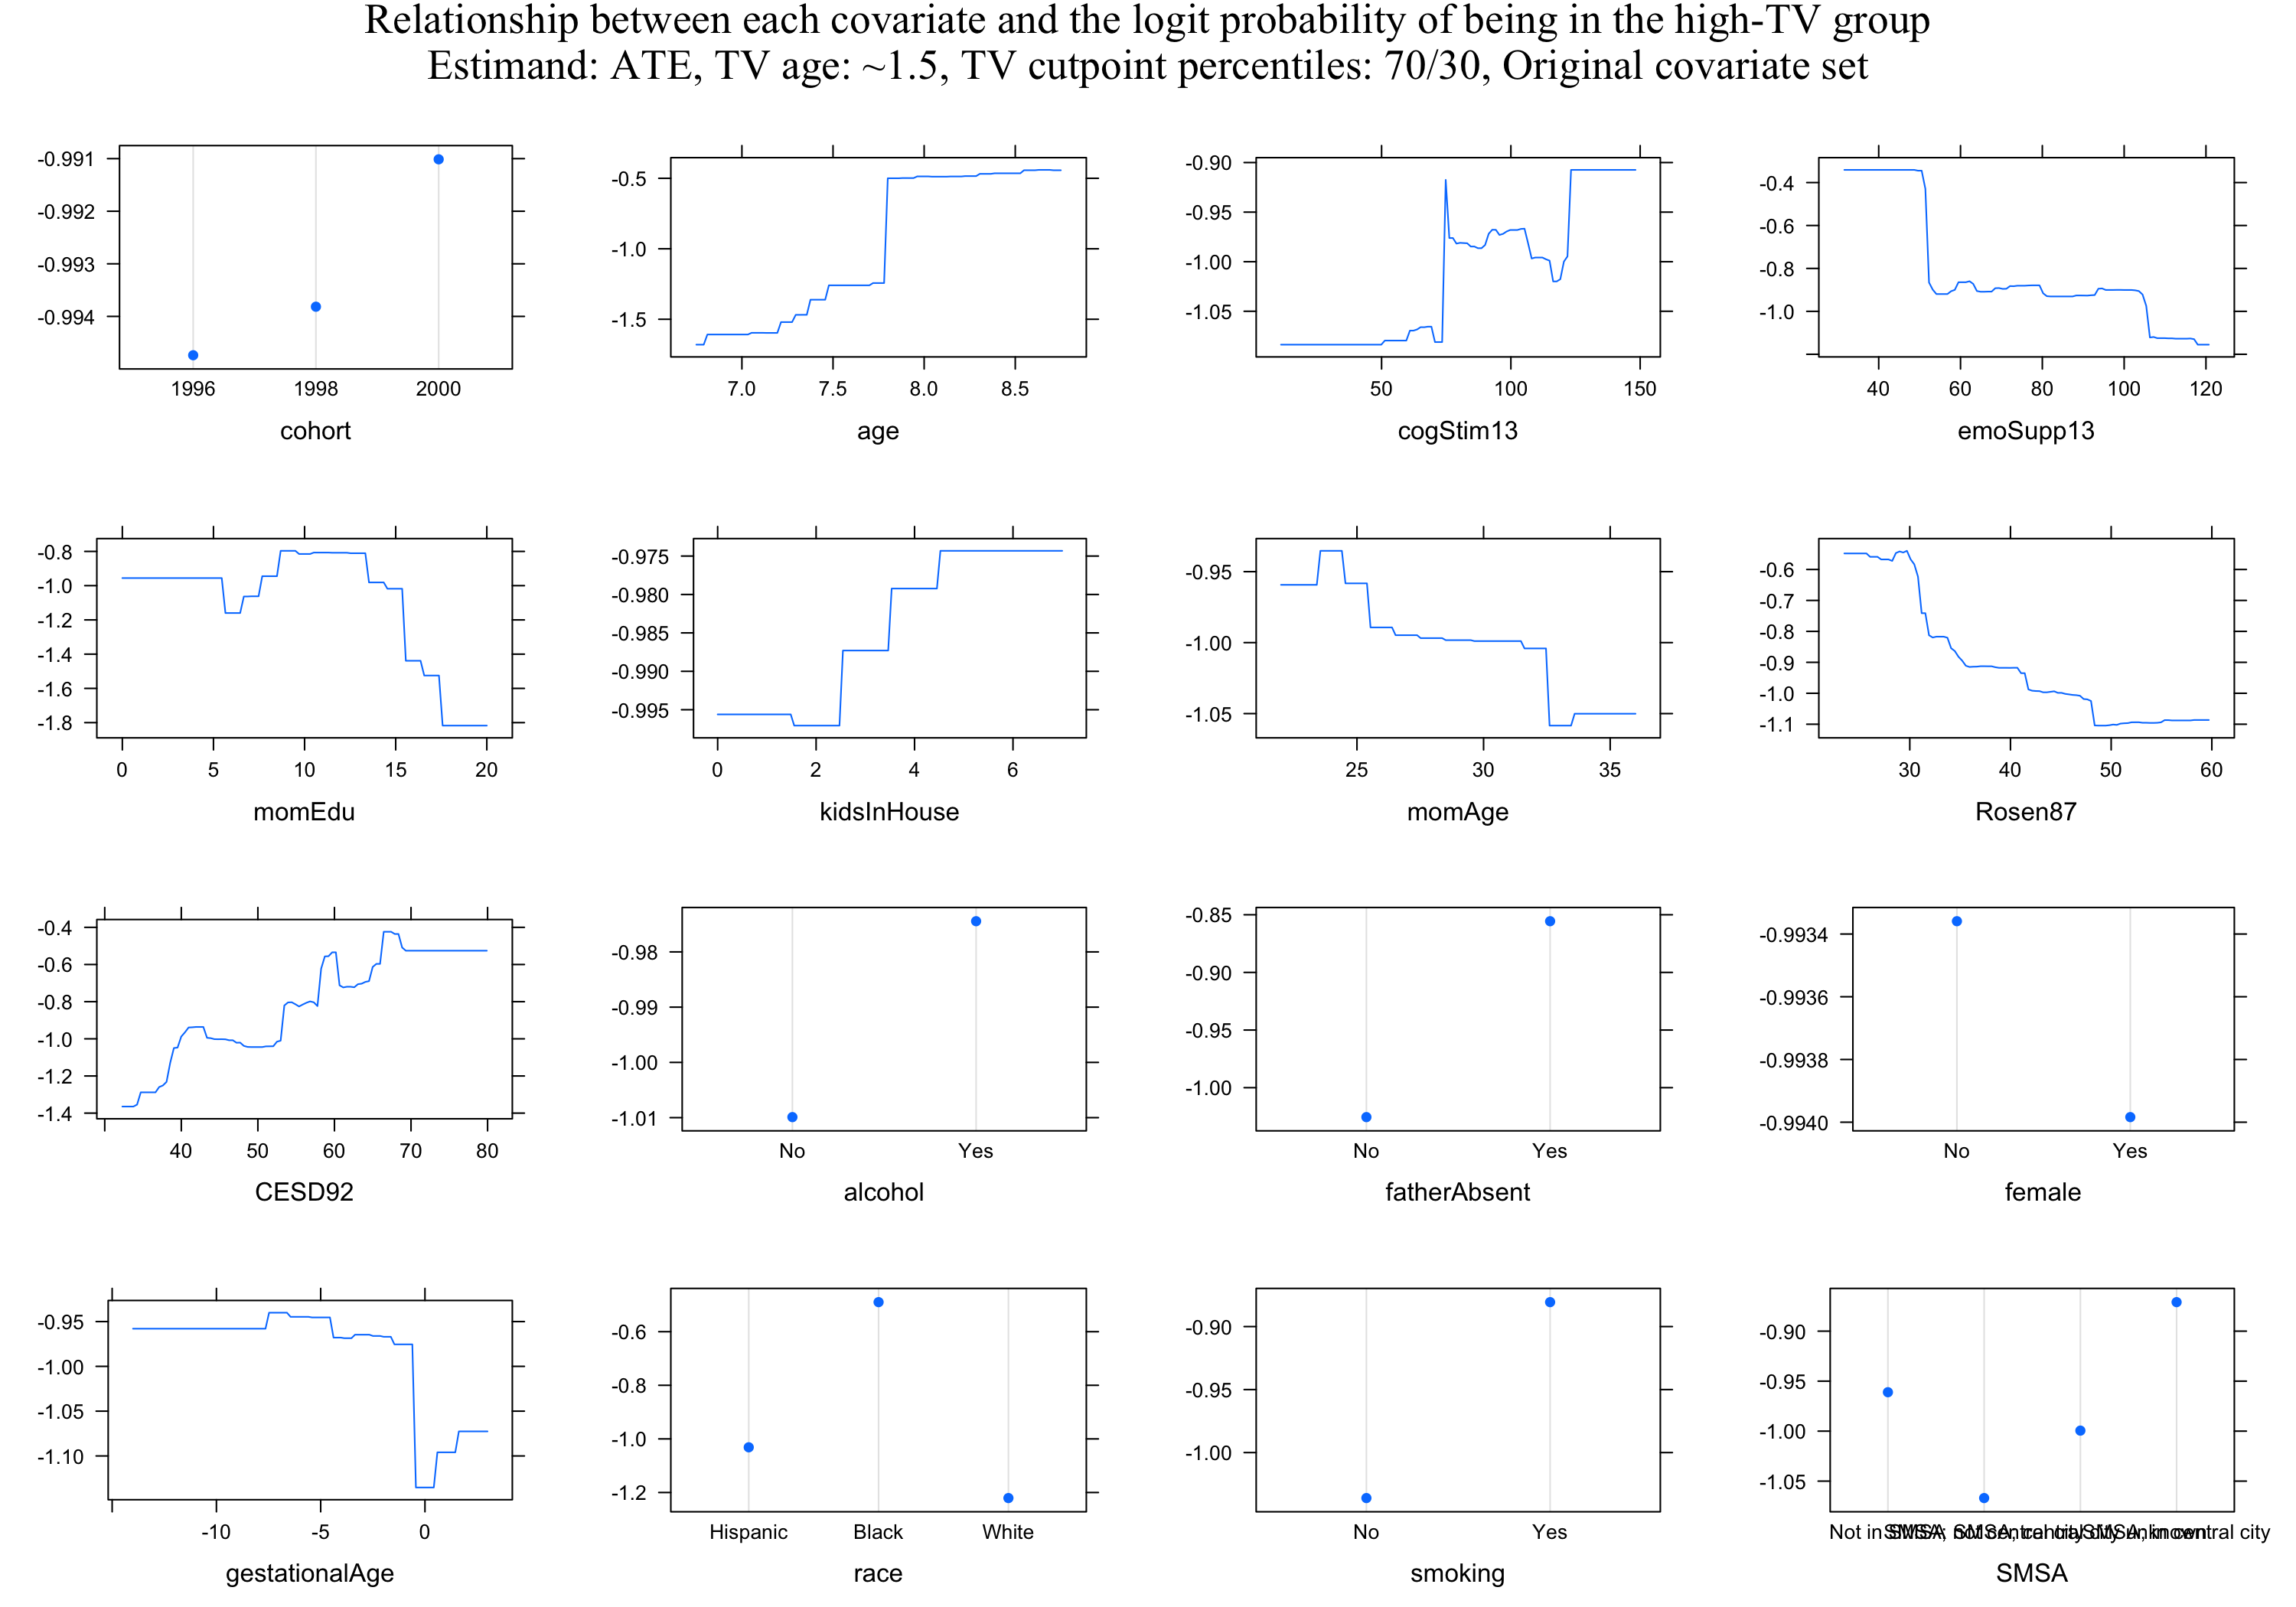 Relationship between each covariate and the logit probability of being in the high-TV group
Estimand: ATE, TV age: ~1.5, TV cutpoint percentiles: 70/30, Original covariate set
-0.991
-0.992
-0.993
-0.994
1996 1998 2000
cohort
-0.5
-1.0
-1.5
7.0 7.5 8.0 8.5
age
-0.90
-0.95
-1.00
-1.05
50 100 150
cogStim13
-0.4
-0.6
-0.8
-1.0
40 60 80 100 120
emoSupp13
-0.8
-1.0
-1.2
-1.4
-1.6
-1.8
0 5 10 15 20
momEdu
-0.975
-0.980
-0.985
-0.990
-0.995
0 2 4 6
kidsInHouse
-0.95
-1.00
-1.05
25 30 35
momAge
-0.6
-0.7
-0.8
-0.9
-1.0
-1.1
30 40 50 60
Rosen87
-0.4
-0.6
-0.8
-1.0
-1.2
-1.4
40 50 60 70 80
CESD92
-0.98
-0.99
-1.00
-1.01
No Yes
alcohol
-0.85
-0.90
-0.95
-1.00
No Yes
fatherAbsent
-0.9934
-0.9936
-0.9938
-0.9940
No Yes
female
-0.95
-1.00
-1.05
-1.10
-10 -5 0
gestationalAge
-0.6
-0.8
-1.0
-1.2
Hispanic Black White
race
-0.90
-0.95
-1.00
No Yes
smoking
-0.90
-0.95
-1.00
-1.05
Not in SMSA central city
SMSA